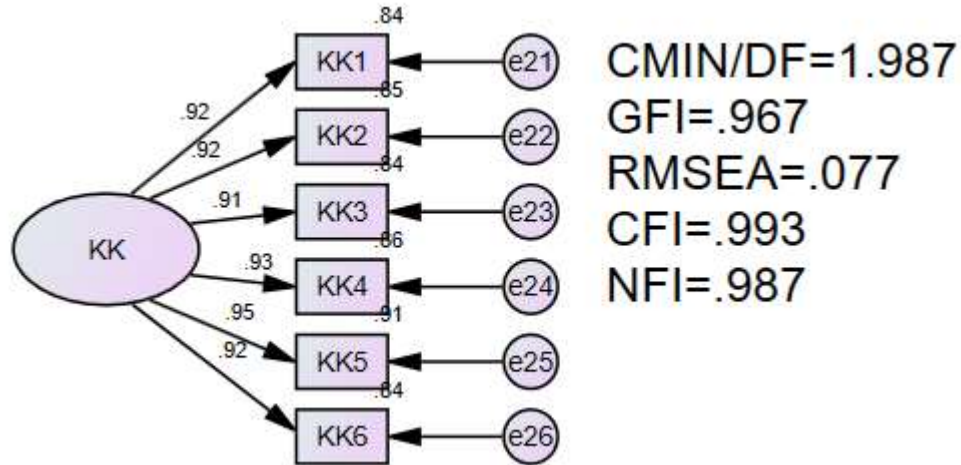 .84
KK1
e21
CMIN/DF=1.987
.92
.85
KK2
e22
GFI=.967
.92
.84
KK3
e23
RMSEA=.077
.91
.86
KK
KK4
e24
CFI=.993
.93
.91
KK5
e25
NFI=.987
.95
.84
KK6
e26
.92